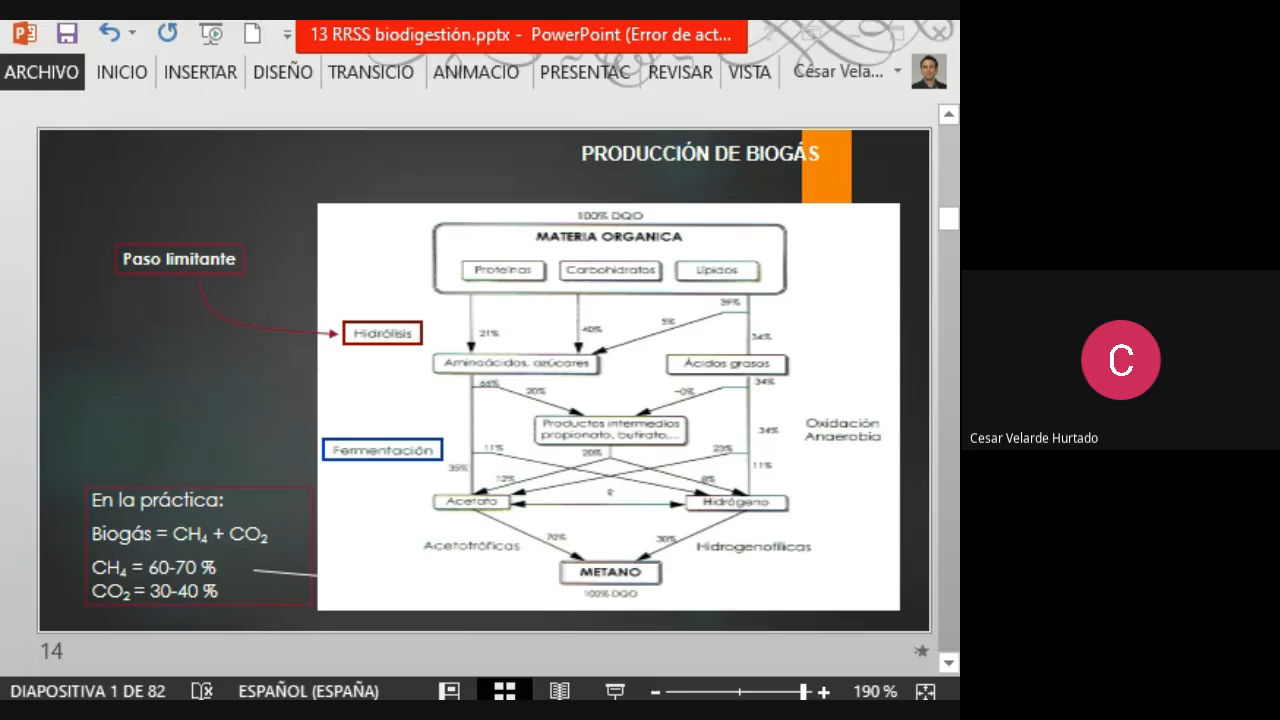 13 RRSS biodigestión.pptx - PowerPoint (Error de act...
ARCHIVO INICIO INSERTAR DISEÑO TRANSICIO ANIMACIO PRESENTAC REVISAR VISTA César Vela...
PRODUCCIÓN DE BIOGÁS
100% DQO
MATERIA ORGANICA
Proteínas Carbohidratos Lípidos
Paso limitante
39%
5%
Hidrólisis
21% 40% 34%
Aminoácidos, azúcares Ácidos grasos
66% 20% 34%
Productos intermedios
propionato, butirato,...
34%
Oxidación
Anaerobia
Fermentación
11% 20% 23%
35% 12% 11%
Acetato Hidrógeno
Acetotróficas 70% 30% Hidrogenofílicas
METANO
100% DQO
En la práctica:
Biogás = CH4 + CO2
CH4 = 60-70 %
CO2 = 30-40 %
14
DIAPOSITIVA 1 DE 82 ESPAÑOL (ESPAÑA) 190 %
C
Cesar Velarde Hurtado